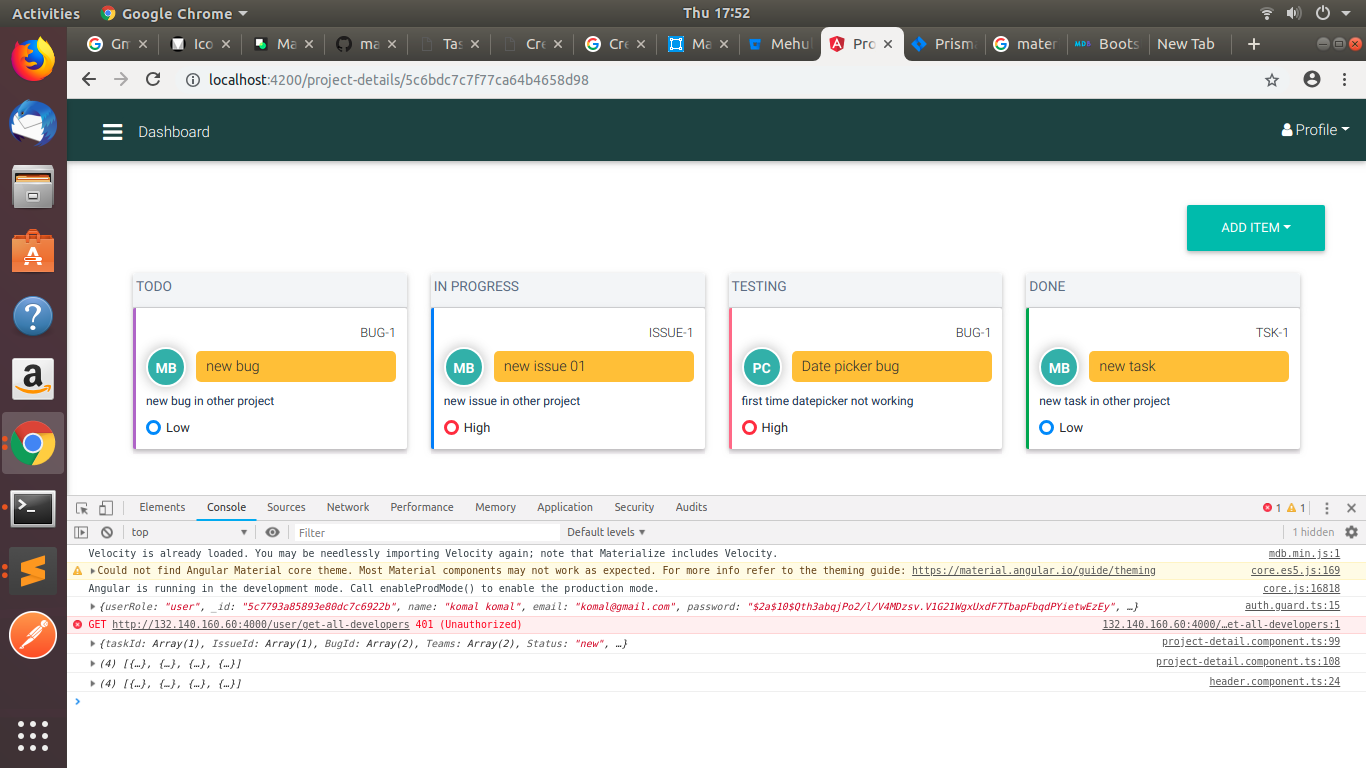 Activities Google Chrome Thu 17:52
Gm Ico Ma ma Tas Cre Cre Ma Mehu Pro Prism mater Boots New Tab
localhost:4200/project-details/5c6bdc7c7f77ca64b4658d98
Dashboard Profile
ADD ITEM
TODO IN PROGRESS TESTING DONE
BUG-1 ISSUE-1 BUG-1 TSK-1
MB new bug MB new issue 01 PC Date picker bug MB new task
new bug in other project new issue in other project first time datepicker not working new task in other project
Low High High Low
Elements Console Sources Network Performance Memory Application Security Audits 1 1
top Filter Default levels 1 hidden
Velocity is already loaded. You may be needlessly importing Velocity again; note that Materialize includes Velocity. mdb.min.js:1
Could not find Angular Material core theme. Most Material components may not work as expected. For more info refer to the theming guide: https://material.angular.io/guide/theming core.es5.js:169
Angular is running in the development mode. Call enableProdMode() to enable the production mode. core.js:16818
{userRole: "user", _id: "5c7793a85893e80dc7c6922b", name: "komal komal", email: "komal@gmail.com", password: "$2a$10$Qth3abqjPo2/l/V4MDzsv.V1G21WgxUxdF7TbapFbqdPYietwEzEy", …} auth.guard.ts:15
GET http://132.140.160.60:4000/user/get-all-developers 401 (Unauthorized) 132.140.160.60:4000/…et-all-developers:1
{taskId: Array(1), IssueId: Array(1), BugId: Array(2), Teams: Array(2), Status: "new", …} project-detail.component.ts:99
(4) [{…}, {…}, {…}, {…}] project-detail.component.ts:108
(4) [{…}, {…}, {…}, {…}] header.component.ts:24